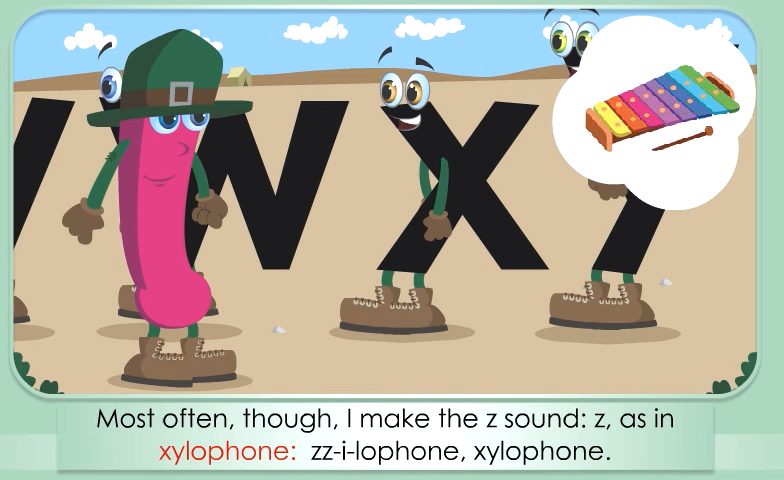 W X
Most often, though, I make the z sound: z, as in
xylophone: zz-i-lophone, xylophone.